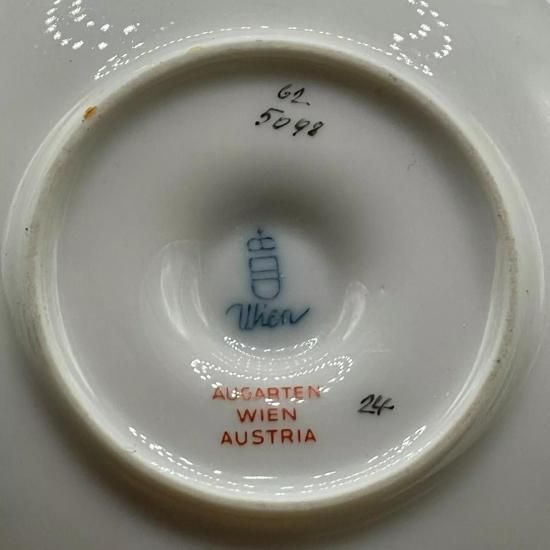 62
5098
Wien
AUGARTEN
WIEN
AUSTRIA
24